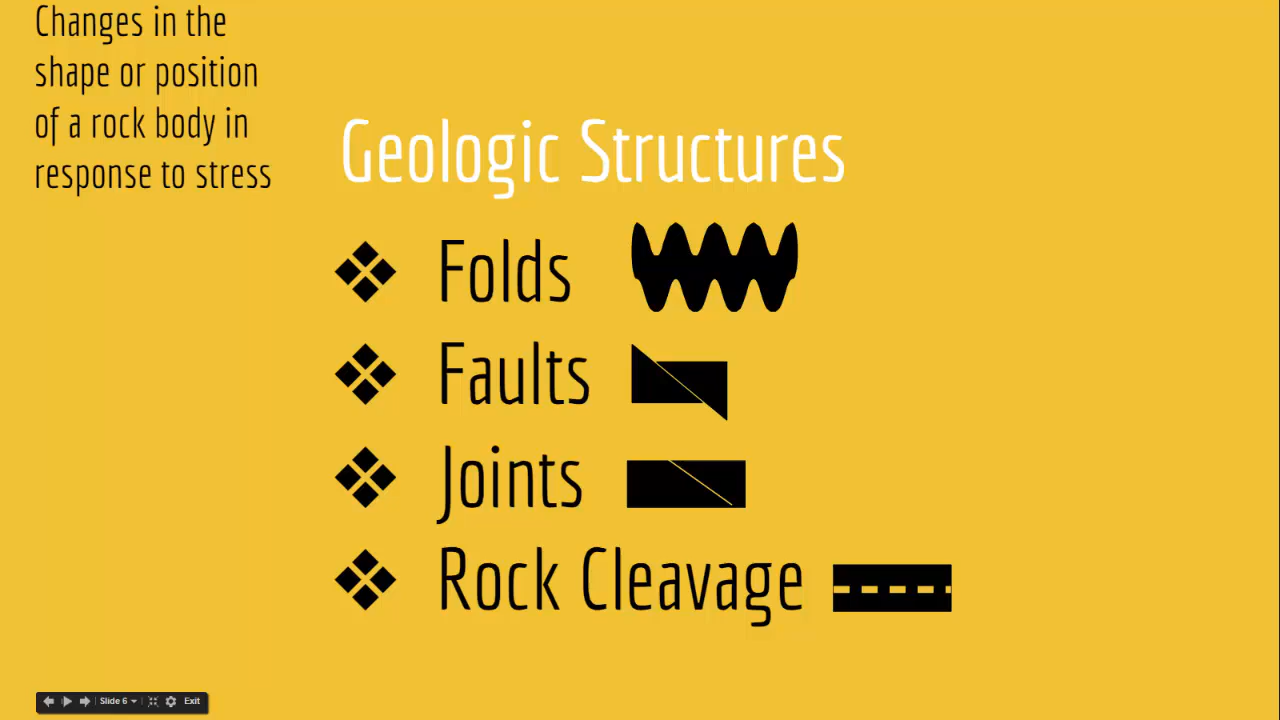 Changes in the
shape or position
of a rock body in
response to stress
Geologic Structures
Folds
Faults
Joints
Rock Cleavage
Slide 6
Exit